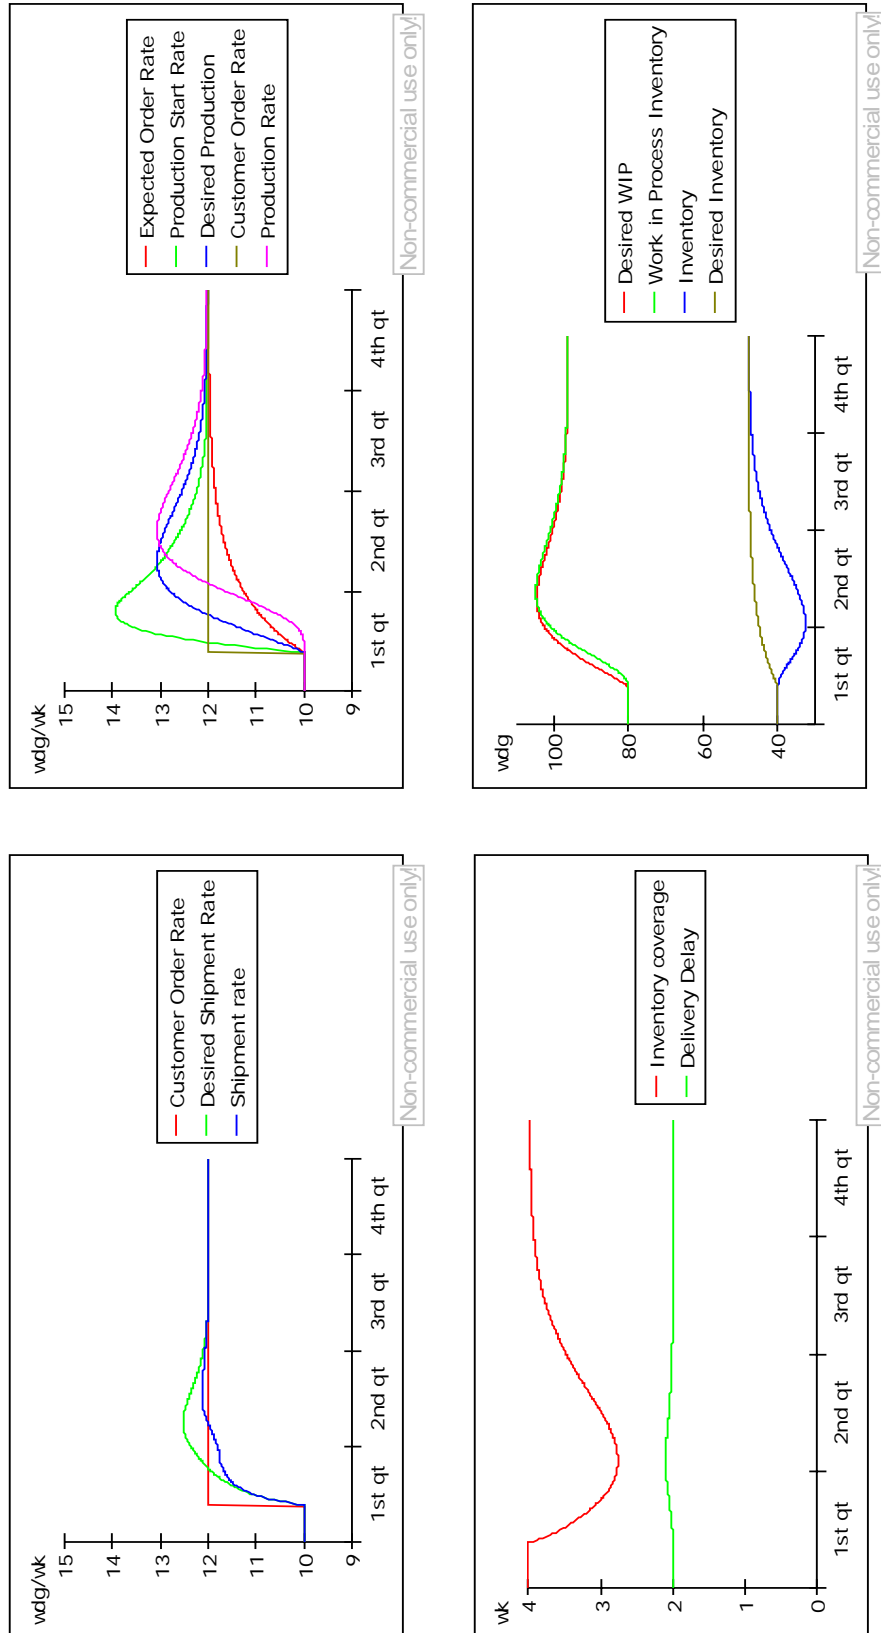 wdg/wk
15
14
13
12
11
10
9
1st qt
2nd qt
3rd qt
4th qt
Customer Order Rate
Desired Shipment Rate
Shipment rate
Non-commercial use only!
wdg/wk
15
14
13
12
11
10
9
1st qt
2nd qt
3rd qt
4th qt
Expected Order Rate
Production Start Rate
Desired Production
Customer Order Rate
Production Rate
Non-commercial use only!
wk
4
3
2
1
0
1st qt
2nd qt
3rd qt
4th qt
Inventory coverage
Delivery Delay
Non-commercial use only!
wdg
100
80
60
40
1st qt
2nd qt
3rd qt
4th qt
Desired WIP
Work in Process Inventory
Inventory
Desired Inventory
Non-commercial use only!